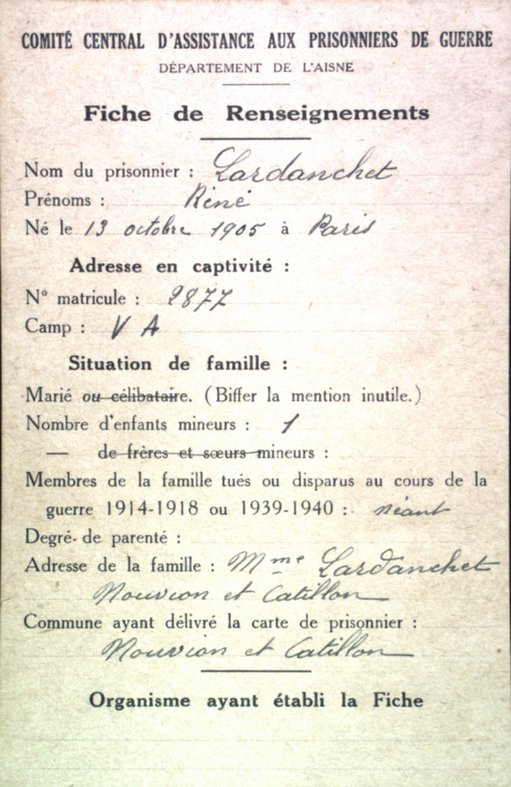 COMITÉ CENTRAL D'ASSISTANCE AUX PRISONNIERS DE GUERRE
DÉPARTEMENT DE L'AISNE
Fiche de Renseignements
Nom du prisonnier : Lardanchet
Prénoms : Réné
Né le 13 octobre 1905 à Paris
Adresse en captivité :
N° matricule : 2877
Camp : V A
Situation de famille :
Marié ou célibataire. (Biffer la mention inutile.)
Nombre d'enfants mineurs : 1
— de frères et sœurs mineurs :
Membres de la famille tués ou disparus au cours de la
guerre 1914-1918 ou 1939-1940 : néant
Degré de parenté :
Adresse de la famille : Mme Lardanchet
Nouvion et Catillon
Commune ayant délivré la carte de prisonnier :
Nouvion et Catillon
Organisme ayant établi la Fiche